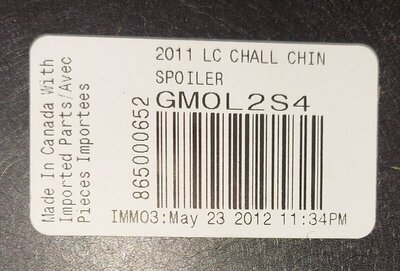 2011 LC CHALL CHIN
SPOILER
GMOL2S4
865000652
IMM03:May 23 2012 11:34PM
Made In Canada With
Imported Parts/Avec
Pieces Importees